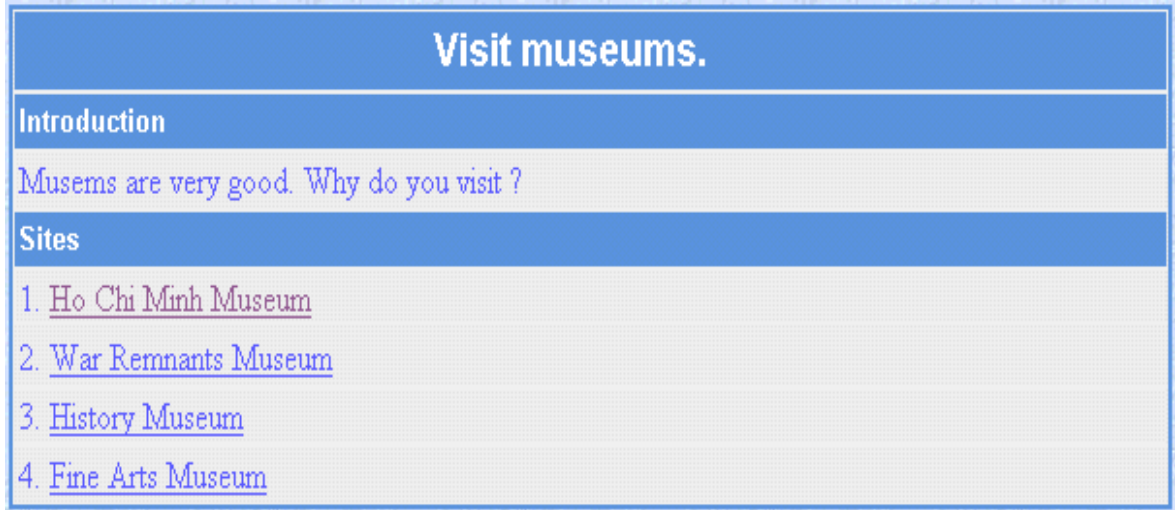 Visit museums.
Introduction
Musems are very good. Why do you visit ?
Sites
1. Ho Chi Minh Museum
2. War Remnants Museum
3. History Museum
4. Fine Arts Museum